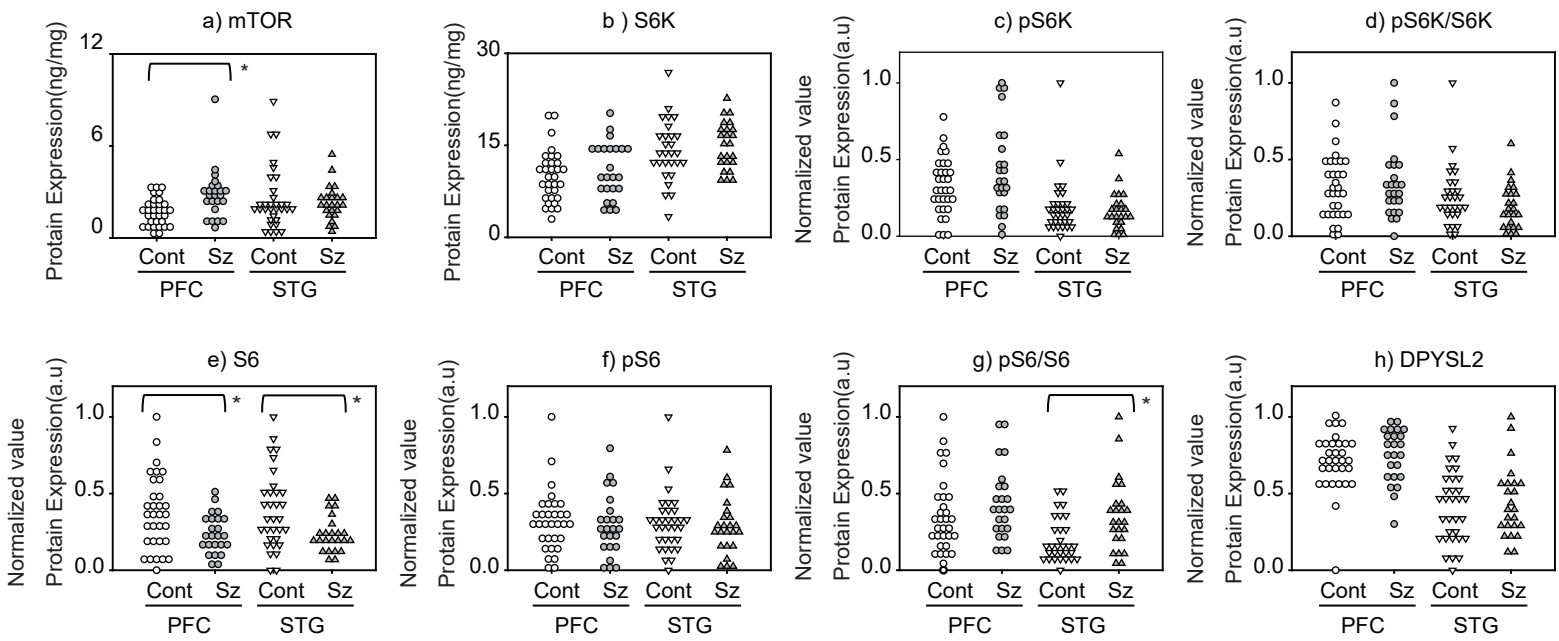 a) mTOR
Protain Expression(ng/mg)
12
6
0
*
Cont Sz Cont Sz
PFC STG
b ) S6K
Protain Expression(ng/mg)
30
15
0
Cont Sz Cont Sz
PFC STG
c) pS6K
Normalized value
Protain Expression(a.u)
1.0
0.5
0.0
Cont Sz Cont Sz
PFC STG
d) pS6K/S6K
Normalized value
Protain Expression(a.u)
1.0
0.5
0.0
Cont Sz Cont Sz
PFC STG
e) S6
Normalized value
Protain Expression(a.u)
1.0
0.5
0.0
* *
Cont Sz Cont Sz
PFC STG
f) pS6
Normalized value
Protain Expression(a.u)
1.0
0.5
0.0
Cont Sz Cont Sz
PFC STG
g) pS6/S6
Normalized value
Protain Expression(a.u)
1.0
0.5
0.0
*
Cont Sz Cont Sz
PFC STG
h) DPYSL2
Normalized value
Protain Expression(a.u)
1.0
0.5
0.0
Cont Sz Cont Sz
PFC STG